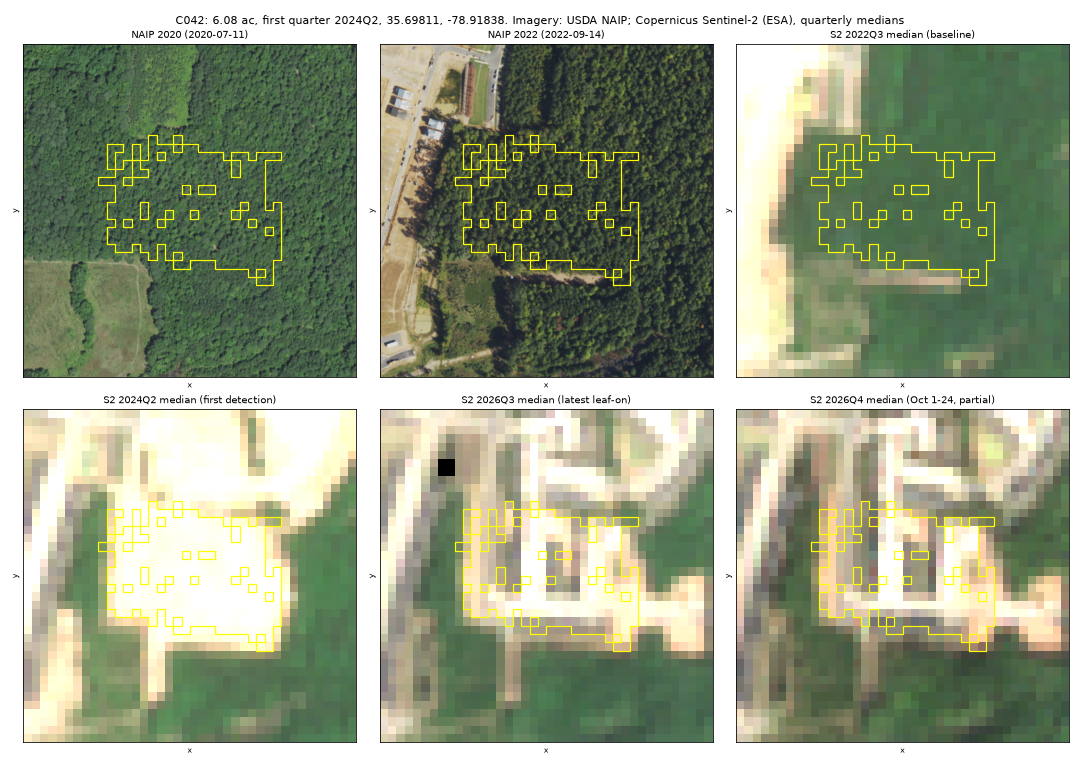 C042: 6.08 ac, first quarter 2024Q2, 35.69811, -78.91838. Imagery: USDA NAIP; Copernicus Sentinel-2 (ESA), quarterly medians
NAIP 2020 (2020-07-11)
NAIP 2022 (2022-09-14)
S2 2022Q3 median (baseline)
y
x
y
x
y
x
S2 2024Q2 median (first detection)
S2 2026Q3 median (latest leaf-on)
S2 2026Q4 median (Oct 1-24, partial)
y
x
y
x
y
x